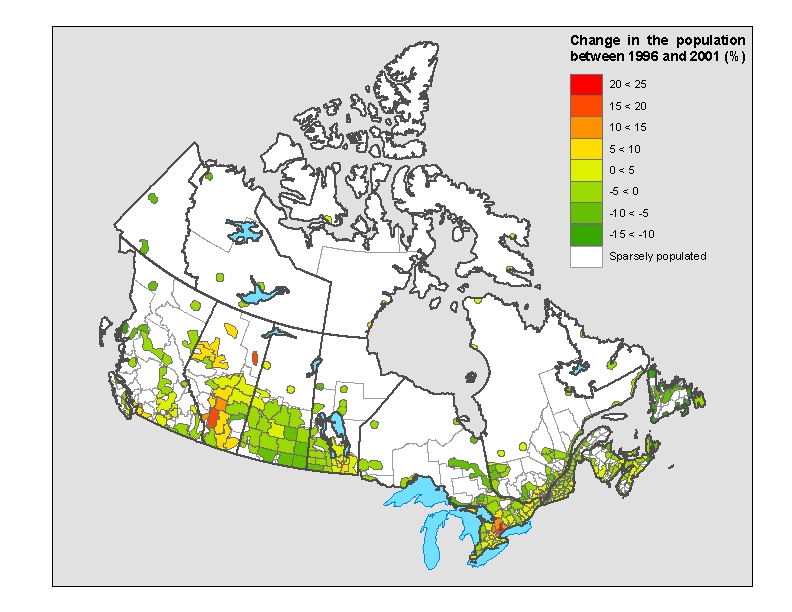 Change in the population
between 1996 and 2001 (%)
20 < 25
15 < 20
10 < 15
5 < 10
0 < 5
-5 < 0
-10 < -5
-15 < -10
Sparsely populated